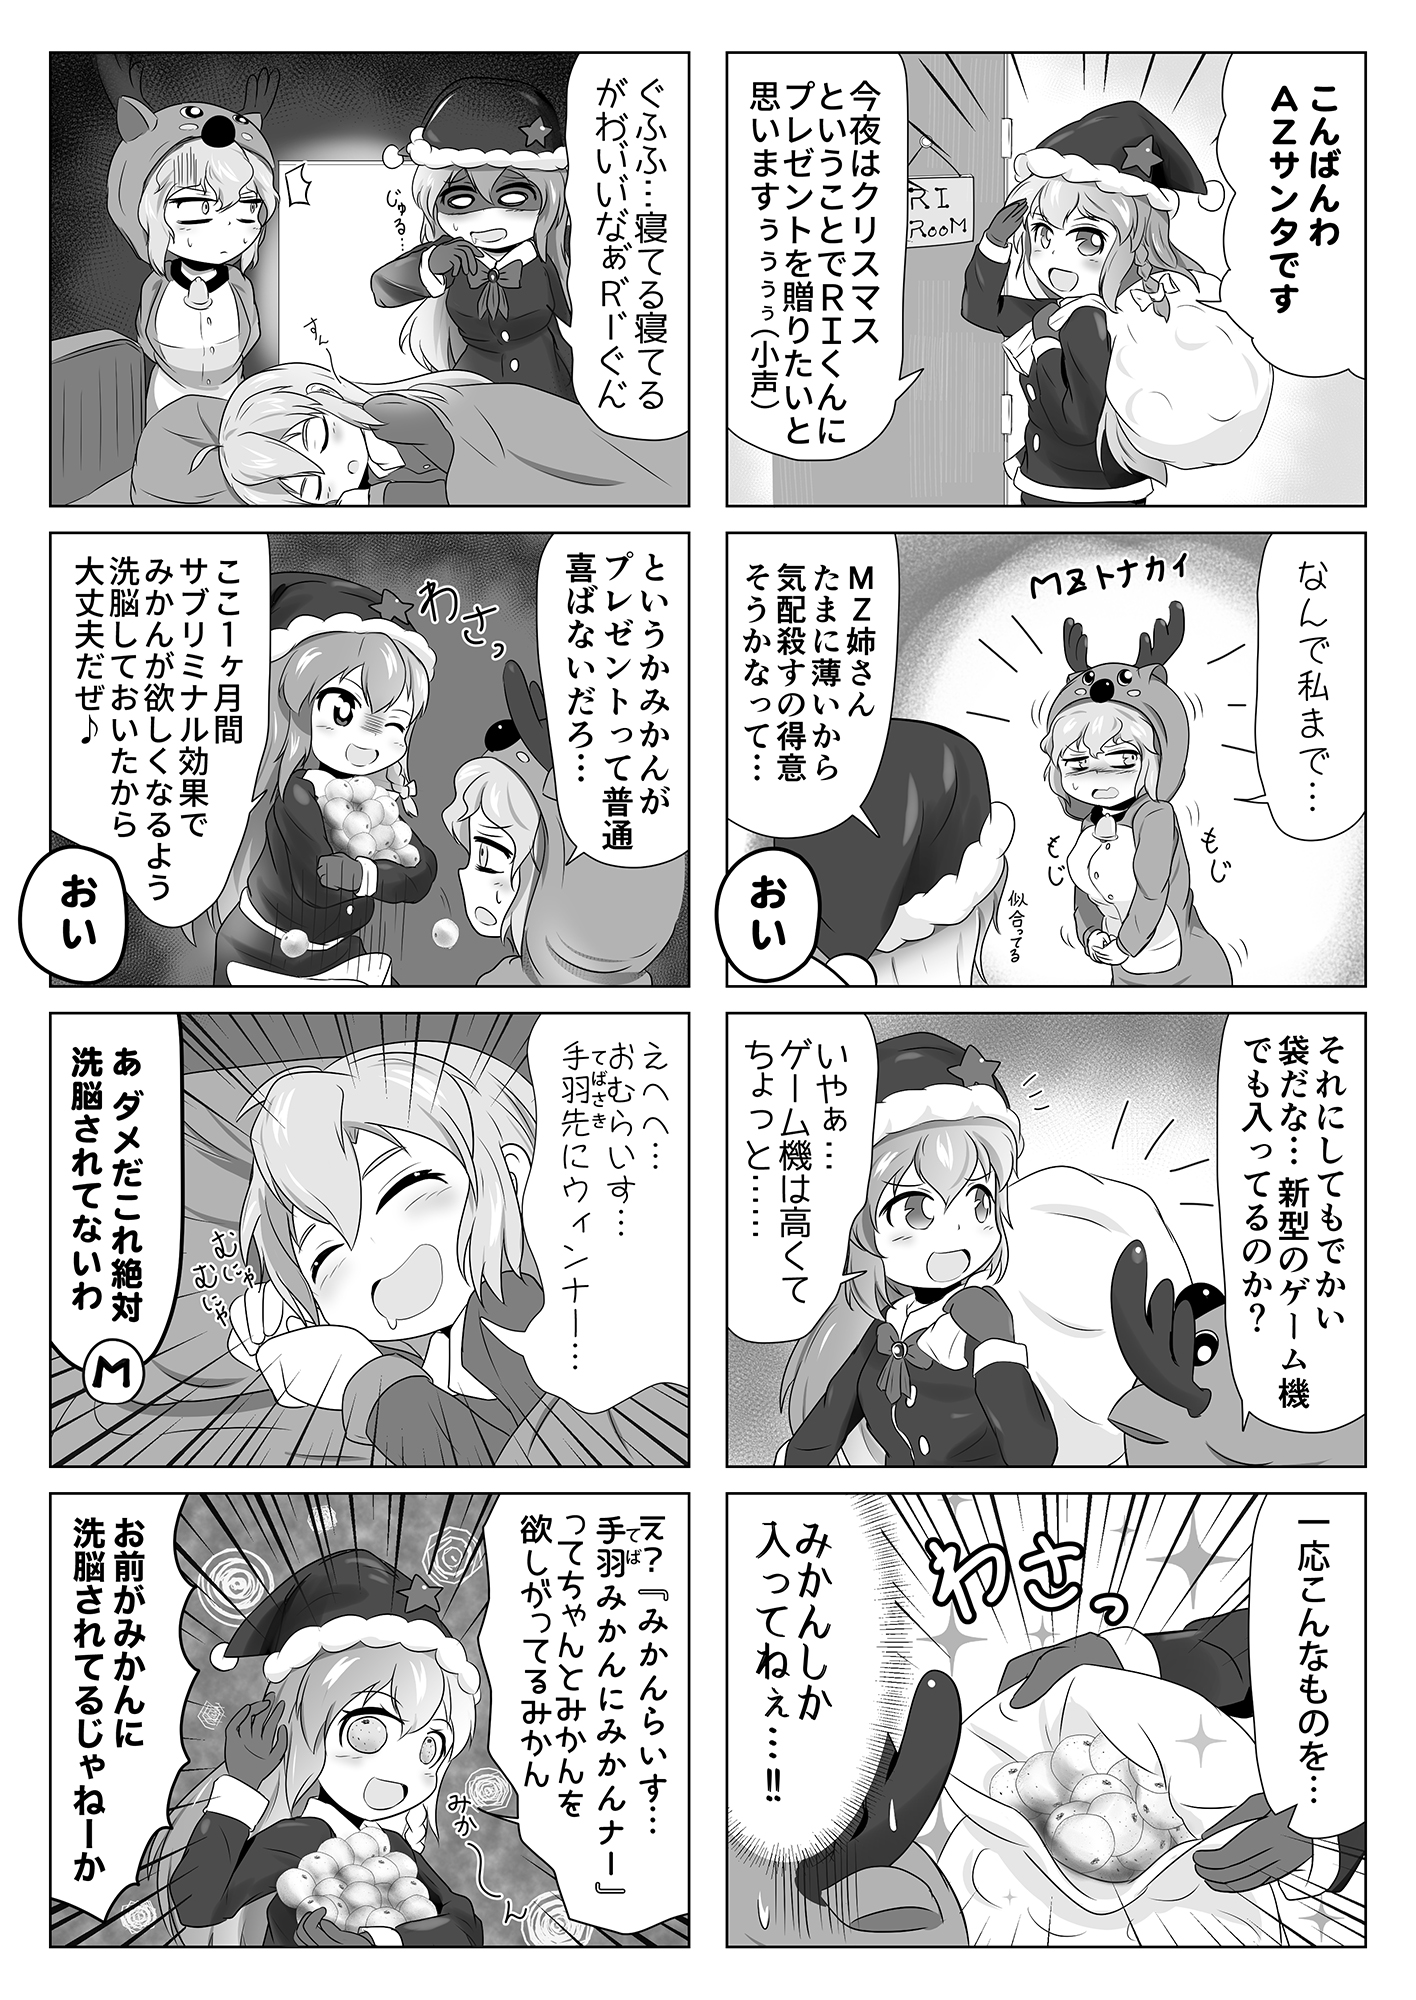 こんばんわ
AZサンタです
RI
RooM
今夜はクリスマス
ということでRIくんに
プレゼントを贈りたいと
思いますぅぅぅぅ(小声)
なんで私まで…
MZトナカイ
もじ
もじ
MZ姉さん
たまに薄いから
気配殺すの得意
そうかなって…
似合ってる
おい
それにしてもでかい
袋だな…新型のゲーム機
でも入ってるのか?
いやぁ…
ゲーム機は高くて
ちょっと……
一応こんなものを…
わさっ
みかんしか
入ってねぇ…!!
じゅる…
ぐふふ…寝てる寝てる
がわ゛い゛い゛なぁ゛R゛ーぐん゛
すん
というかみかんが
プレゼントって普通
喜ばないだろ…
わさっ
ここ1ヶ月間
サブリミナル効果で
みかんが欲しくなるよう
洗脳しておいたから
大丈夫だぜ♪
おい
えへへへ…
おむらいす…
手羽先にウィンナー…
てばさき
むにゃ
むにゃ
あ ダメだこれ絶対
洗脳されてないわ
M
え?『みかんらいす…
手羽みかんにみかんナー』
てば
ってちゃんとみかんを
欲しがってるみかん
みか〜ん
お前がみかんに
洗脳されてるじゃねーか